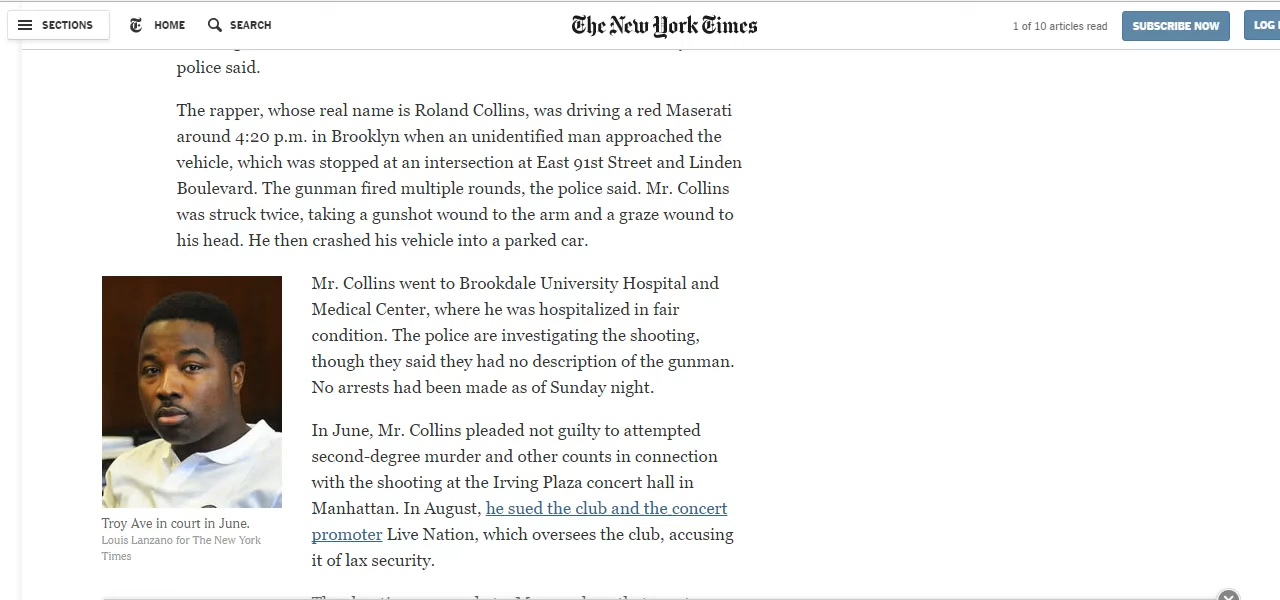 SECTIONS HOME SEARCH The New York Times 1 of 10 articles read SUBSCRIBE NOW LOG
police said.
The rapper, whose real name is Roland Collins, was driving a red Maserati
around 4:20 p.m. in Brooklyn when an unidentified man approached the
vehicle, which was stopped at an intersection at East 91st Street and Linden
Boulevard. The gunman fired multiple rounds, the police said. Mr. Collins
was struck twice, taking a gunshot wound to the arm and a graze wound to
his head. He then crashed his vehicle into a parked car.
Mr. Collins went to Brookdale University Hospital and
Medical Center, where he was hospitalized in fair
condition. The police are investigating the shooting,
though they said they had no description of the gunman.
No arrests had been made as of Sunday night.
In June, Mr. Collins pleaded not guilty to attempted
second-degree murder and other counts in connection
with the shooting at the Irving Plaza concert hall in
Manhattan. In August, he sued the club and the concert
promoter Live Nation, which oversees the club, accusing
it of lax security.
Troy Ave in court in June.
Louis Lanzano for The New York
Times